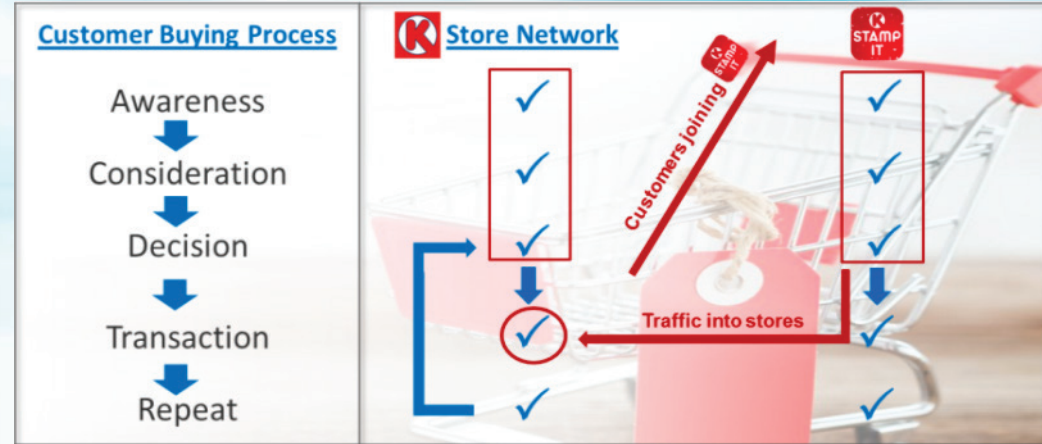 Customer Buying Process
Awareness
Consideration
Decision
Transaction
Repeat
K Store Network
K
STAMP
IT
Customers joining
K
STAMP
IT
Traffic into stores